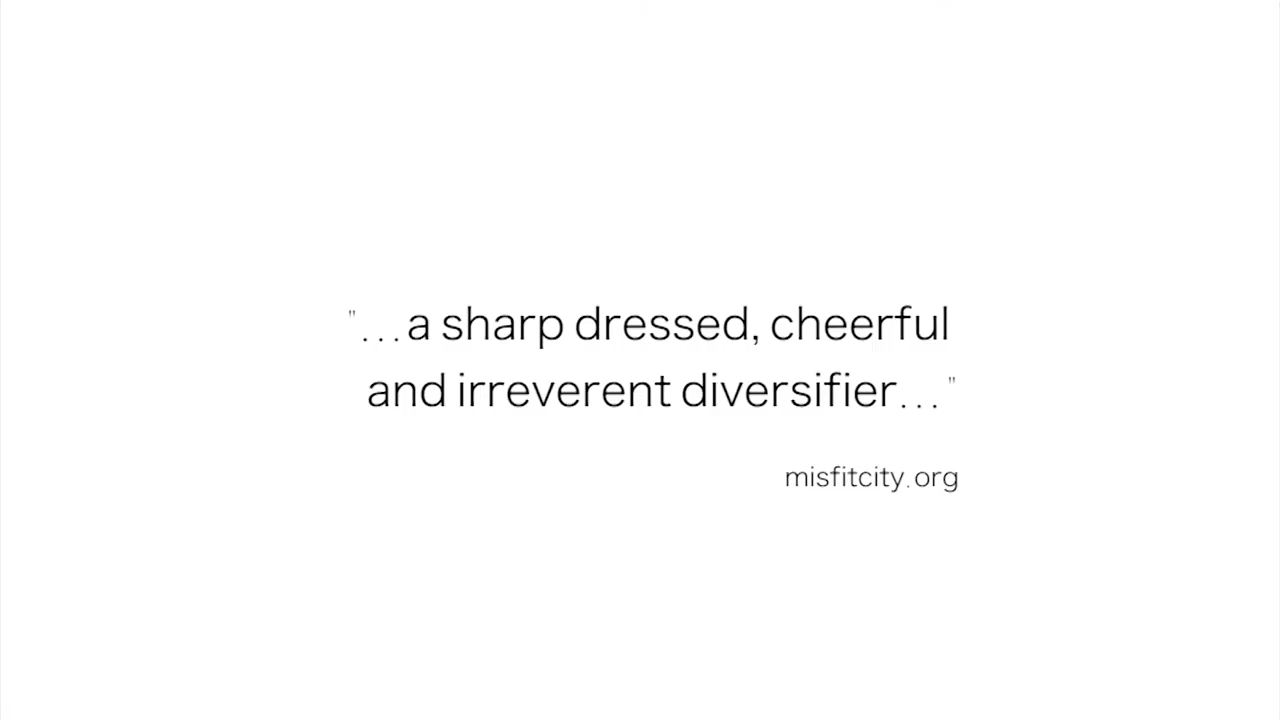 "...a sharp dressed, cheerful
and irreverent diversifier..."
misfitcity.org